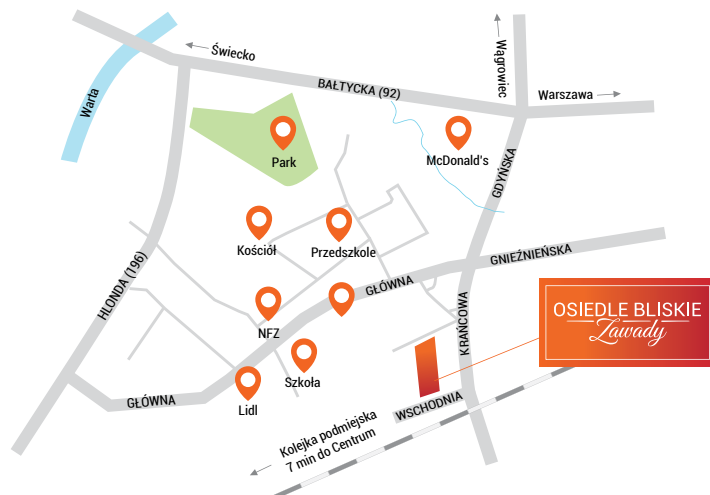 Świecko
Wągrowiec
Warszawa
BAŁTYCKA (92)
Warta
Park
McDonald's
GDYŃSKA
Kościół
Przedszkole
GNIEŹNIEŃSKA
HLONDA (196)
GŁÓWNA
NFZ
KRAŃCOWA
OSIEDLE BLISKIE
Zawady
Szkoła
Lidl
GŁÓWNA
WSCHODNIA
Kolejka podmiejska
7 min do Centrum